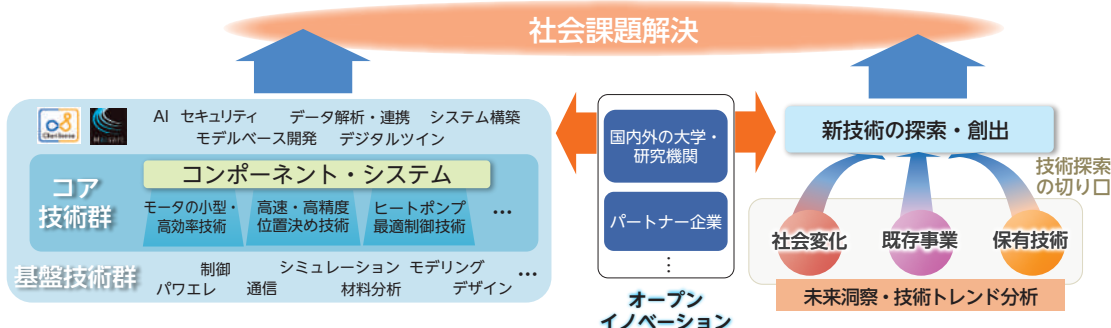 社会課題解決
AI セキュリティ データ解析・連携 システム構築
モデルベース開発 デジタルツイン
コア
技術群
コンポーネント・システム
モータの小型・
高効率技術
高速・高精度
位置決め技術
ヒートポンプ
最適制御技術
…
基盤技術群
制御 シミュレーション モデリング
パワエレ 通信 材料分析 デザイン
…
国内外の大学・
研究機関
パートナー企業
⋮
オープン
イノベーション
新技術の探索・創出
技術探索
の切り口
社会変化
既存事業
保有技術
未来洞察・技術トレンド分析